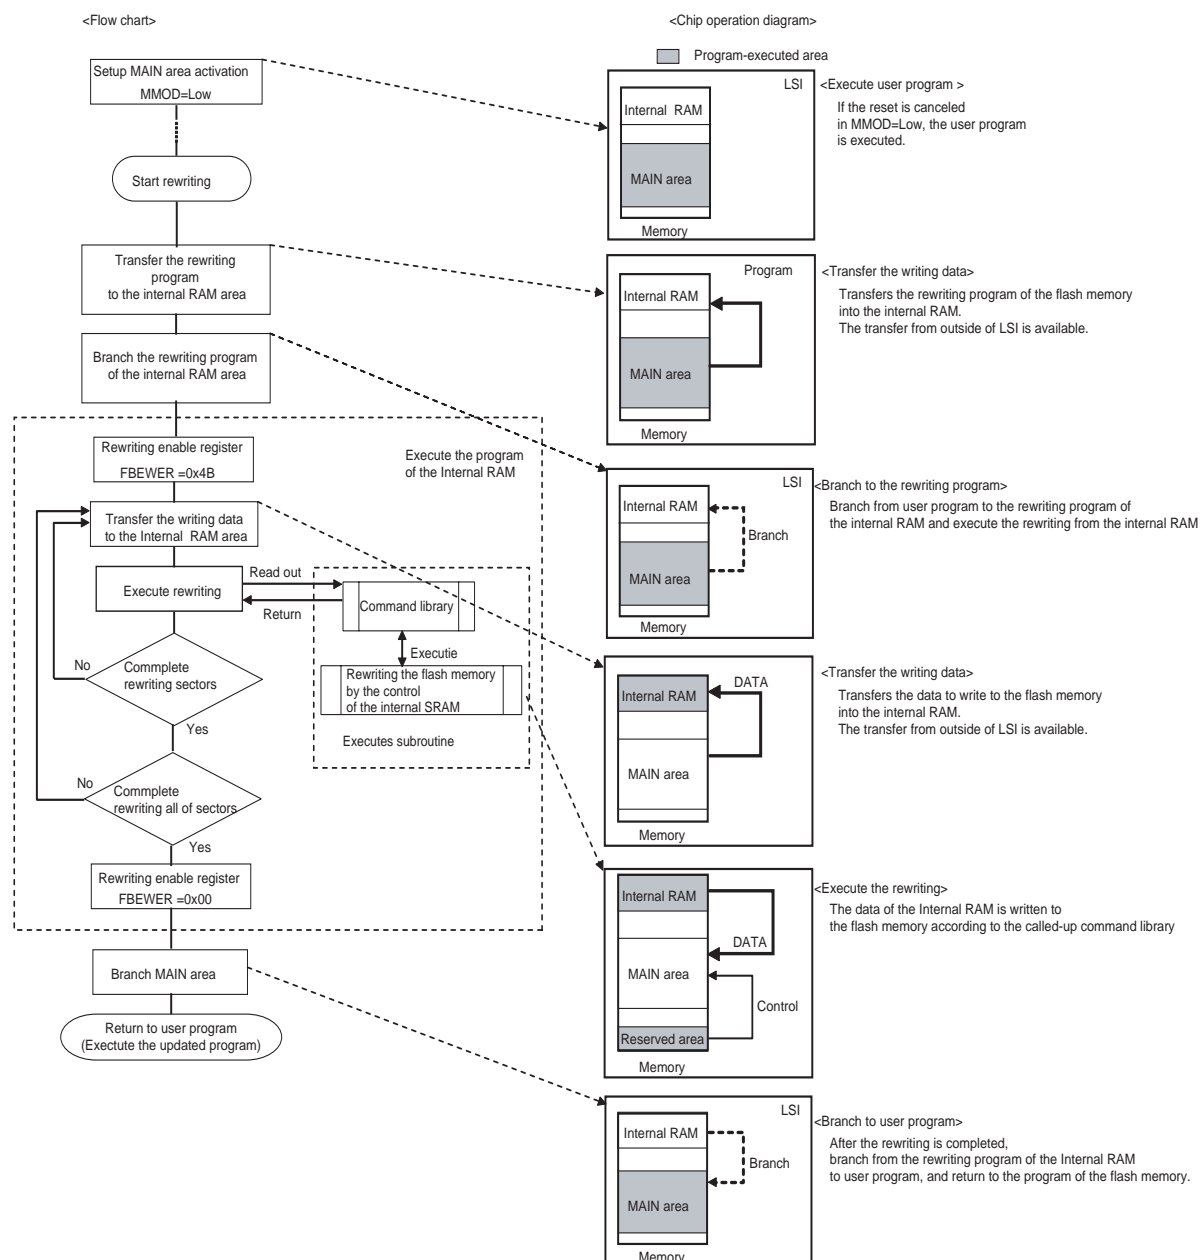 <Flow chart>
Setup MAIN area activation
MMOD=Low
Start rewriting
Transfer the rewriting
program
to the internal RAM area
Branch the rewriting program
of the internal RAM area
Execute the program
of the Internal RAM
Rewriting enable register
FBEWER =0x4B
Transfer the writing data
to the Internal RAM area
Execute rewriting
Read out
Return
Command library
Executie
Rewriting the flash memory
by the control
of the internal SRAM
Executes subroutine
No
Commplete
rewriting sectors
Yes
No
Commplete
rewriting all of sectors
Yes
Rewriting enable register
FBEWER =0x00
Branch MAIN area
Return to user program
(Execute the updated program)
<Chip operation diagram>
Program-executed area
LSI
Internal RAM
MAIN area
Memory
<Execute user program >
If the reset is canceled
in MMOD=Low, the user program
is executed.
Program
Internal RAM
MAIN area
Memory
<Transfer the writing data>
Transfers the rewriting program of the flash memory
into the internal RAM.
The transfer from outside of LSI is available.
LSI
Internal RAM
Branch
MAIN area
Memory
<Branch to the rewriting program>
Branch from user program to the rewriting program of
the internal RAM and execute the rewriting from the internal RAM
Internal RAM
DATA
MAIN area
Memory
<Transfer the writing data>
Transfers the data to write to the flash memory
into the internal RAM.
The transfer from outside of LSI is available.
Internal RAM
DATA
MAIN area
Control
Reserved area
Memory
<Execute the rewriting>
The data of the Internal RAM is written to
the flash memory according to the called-up command library
LSI
Internal RAM
Branch
MAIN area
Memory
<Branch to user program>
After the rewriting is completed,
branch from the rewriting program of the Internal RAM
to user program, and return to the program of the flash memory.